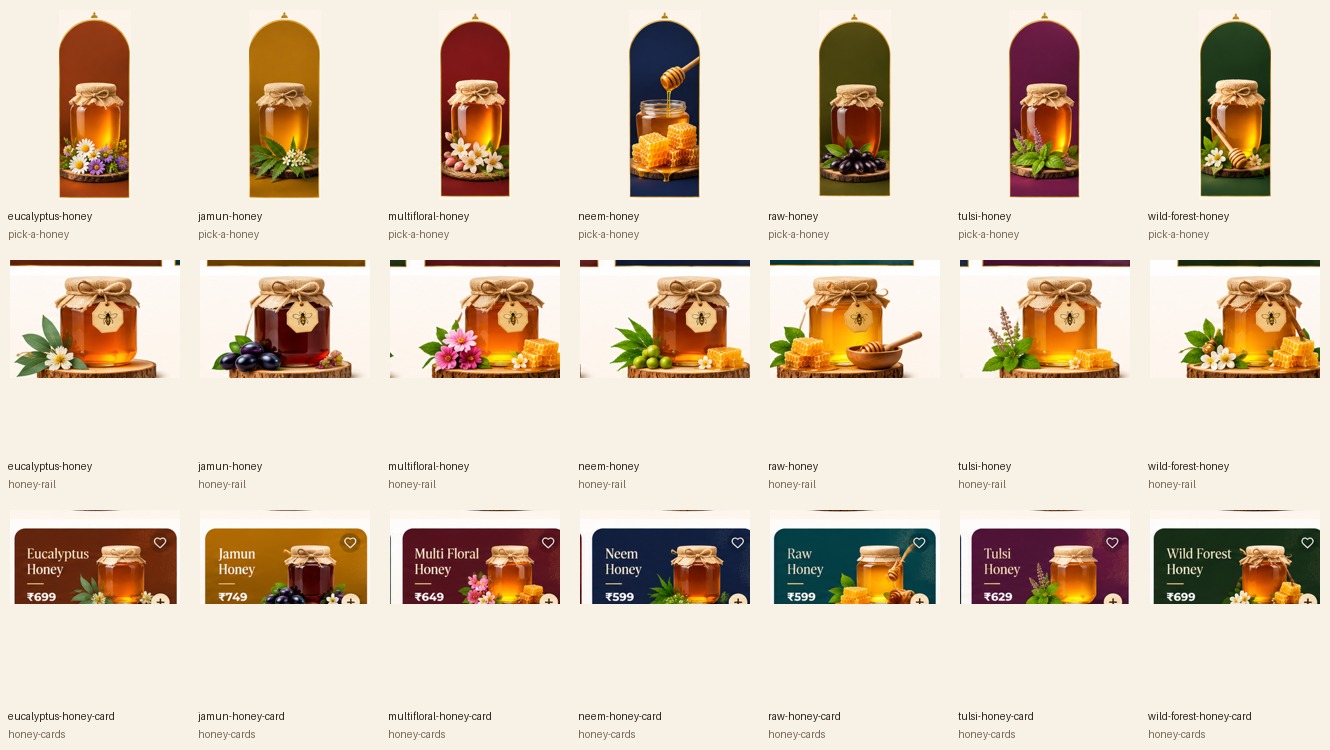 eucalyptus-honey
jamun-honey
multifloral-honey
neem-honey
raw-honey
tulsi-honey
wild-forest-honey
pick-a-honey
pick-a-honey
pick-a-honey
pick-a-honey
pick-a-honey
pick-a-honey
pick-a-honey
eucalyptus-honey
jamun-honey
multifloral-honey
neem-honey
raw-honey
tulsi-honey
wild-forest-honey
honey-rail
honey-rail
honey-rail
honey-rail
honey-rail
honey-rail
honey-rail
Eucalyptus
Honey
₹699
Jamun
Honey
₹749
Multi Floral
Honey
₹649
Neem
Honey
₹599
Raw
Honey
₹599
Tulsi
Honey
₹629
Wild Forest
Honey
₹699
eucalyptus-honey-card
jamun-honey-card
multifloral-honey-card
neem-honey-card
raw-honey-card
tulsi-honey-card
wild-forest-honey-card
honey-cards
honey-cards
honey-cards
honey-cards
honey-cards
honey-cards
honey-cards